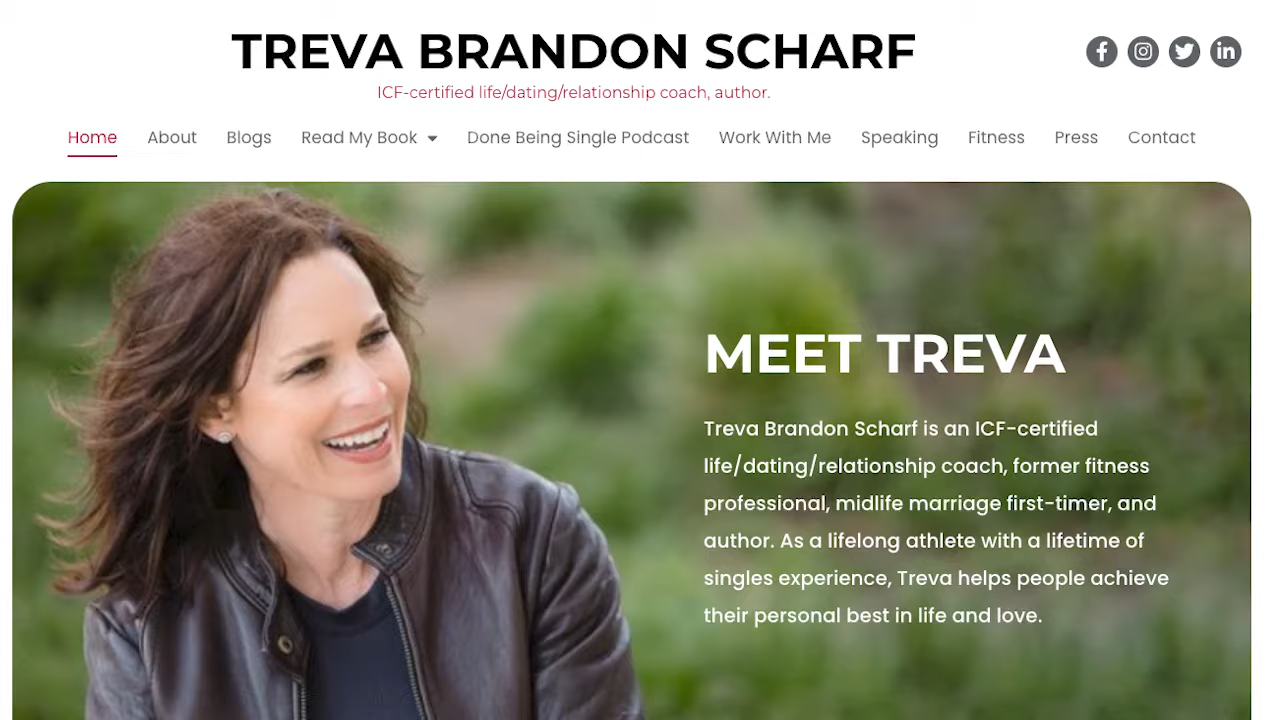 TREVA BRANDON SCHARF
ICF-certified life/dating/relationship coach, author.
Home About Blogs Read My Book Done Being Single Podcast Work With Me Speaking Fitness Press Contact
MEET TREVA
Treva Brandon Scharf is an ICF-certified
life/dating/relationship coach, former fitness
professional, midlife marriage first-timer, and
author. As a lifelong athlete with a lifetime of
singles experience, Treva helps people achieve
their personal best in life and love.